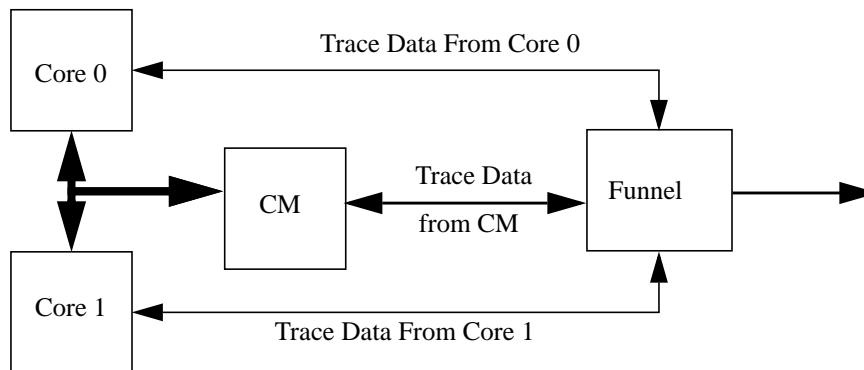 Trace Data From Core 0
Core 0
Trace Data
from CM
CM
Funnel
Core 1
Trace Data From Core 1